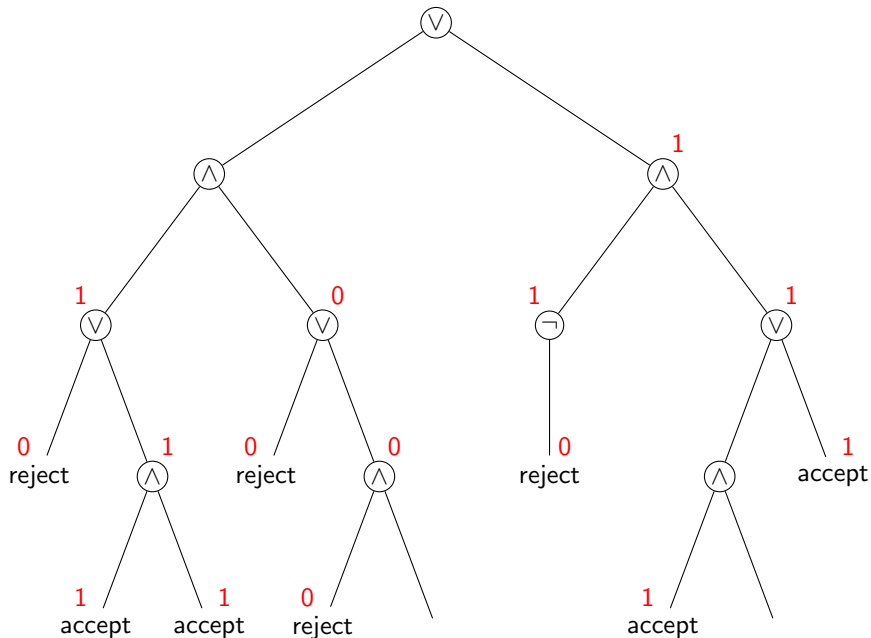 ∨
∧ 1
∧
1 ∨
0 ∨
1 ¬
1 ∨
0 reject
1 ∧
0 reject
0 ∧
0 reject
∧
1 accept
1 accept
1 accept
0 reject
1 accept